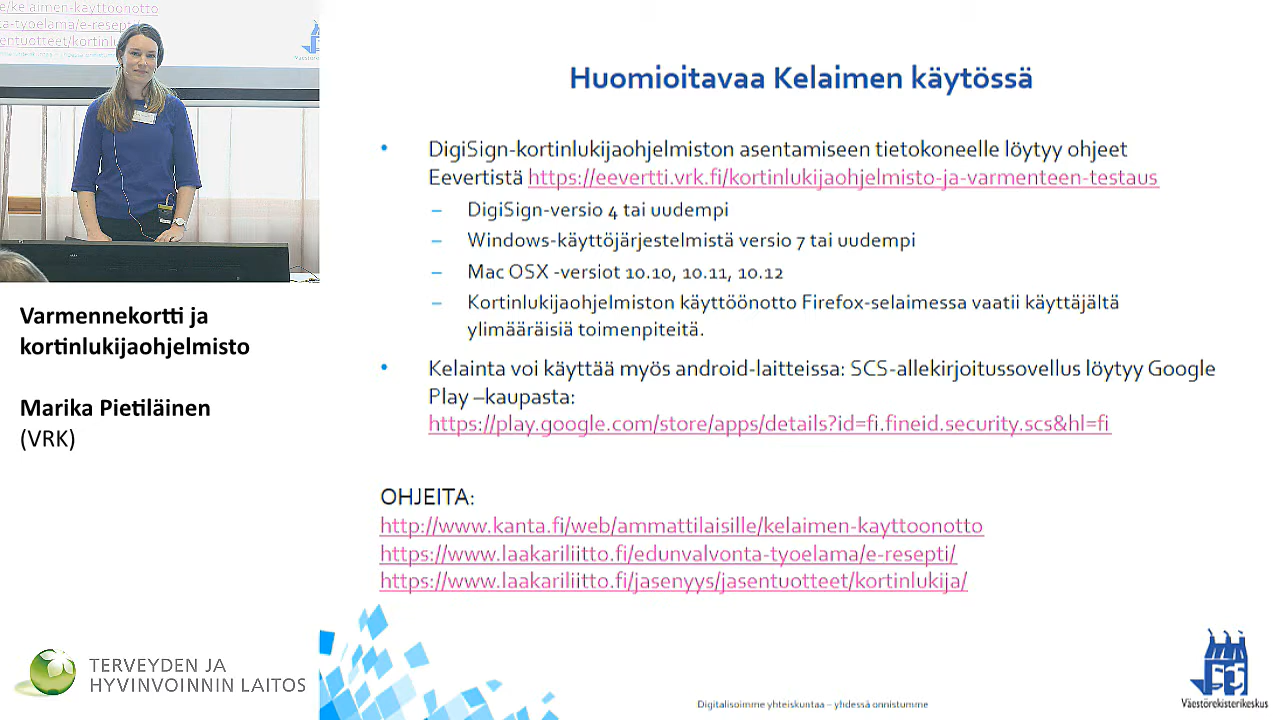 e/kelaimen-kayttoonotto
ta-tyoelama/e-resepti/
Huomioitavaa Kelaimen käytössä
• DigiSign-kortinlukijaohjelmiston asentamiseen tietokoneelle löytyy ohjeet
Eevertistä https://eevertti.vrk.fi/kortinlukijaohjelmisto-ja-varmenteen-testaus
– DigiSign-versio 4 tai uudempi
– Windows-käyttöjärjestelmistä versio 7 tai uudempi
– Mac OSX -versiot 10.10, 10.11, 10.12
– Kortinlukijaohjelmiston käyttöönotto Firefox-selaimessa vaatii käyttäjältä
ylimääräisiä toimenpiteitä.
• Kelainta voi käyttää myös android-laitteissa: SCS-allekirjoitussovellus löytyy Google
Play –kaupasta:
https://play.google.com/store/apps/details?id=fi.fineid.security.scs&hl=fi
OHJEITA:
http://www.kanta.fi/web/ammattilaisille/kelaimen-kayttoonotto
https://www.laakariliitto.fi/edunvalvonta-tyoelama/e-resepti/
https://www.laakariliitto.fi/jasenyys/jasentuotteet/kortinlukija/
Varmennekortti ja
kortinlukijaohjelmisto
Marika Pietiläinen
(VRK)
TERVEYDEN JA
HYVINVOINNIN LAITOS
Digitalisoimme yhteiskuntaa – yhdessä onnistumme
Väestörekisterikeskus